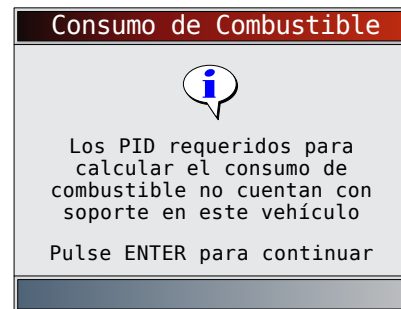 Consumo de Combustible
i
Los PID requeridos para
calcular el consumo de
combustible no cuentan con
soporte en este vehículo
Pulse ENTER para continuar